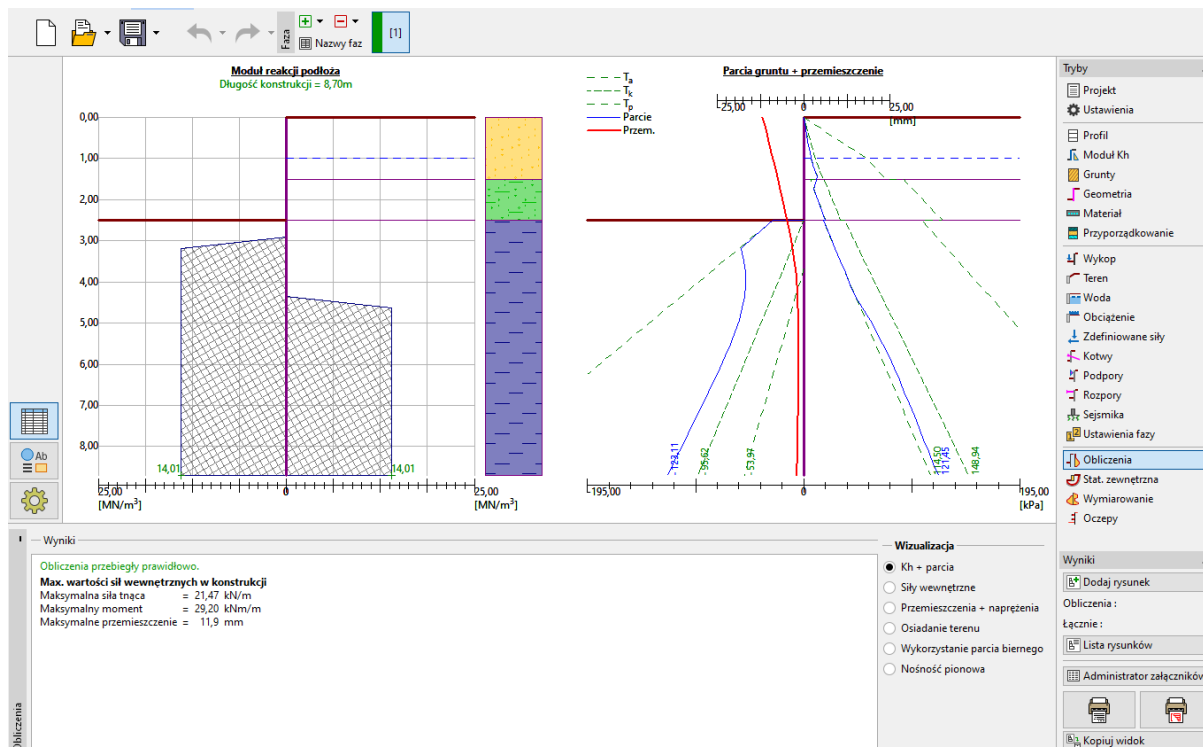 Faza
Nazwy faz
[1]
Moduł reakcji podłoża
Długość konstrukcji = 8,70m
0,00
1,00
2,00
3,00
4,00
5,00
6,00
7,00
8,00
14,01
14,01
25,00
0
25,00
[MN/m³]
[MN/m³]
Parcia gruntu + przemieszczenie
Ta
Tk
Tp
Parcie
Przem.
-25,00
0
25,00
[mm]
123,11
95,62
53,97
114,50
121,45
148,94
-195,00
0
195,00
[kPa]
Tryby
Projekt
Ustawienia
Profil
Moduł Kh
Grunty
Geometria
Materiał
Przyporządkowanie
Wykop
Teren
Woda
Obciążenie
Zdefiniowane siły
Kotwy
Podpory
Rozpory
Sejsmika
Ustawienia fazy
Obliczenia
Stat. zewnętrzna
Wymiarowanie
Oczepy
Ab
Obliczenia
Wyniki
Obliczenia przebiegły prawidłowo.
Max. wartości sił wewnętrznych w konstrukcji
Maksymalna siła tnąca = 21,47 kN/m
Maksymalny moment = 29,20 kNm/m
Maksymalne przemieszczenie = 11,9 mm
Wizualizacja
Kh + parcia
Siły wewnętrzne
Przemieszczenia + naprężenia
Osiadanie terenu
Wykorzystanie parcia biernego
Nośność pionowa
Wyniki
Dodaj rysunek
Obliczenia :
Łącznie :
Lista rysunków
Administrator załączników
Kopiuj widok